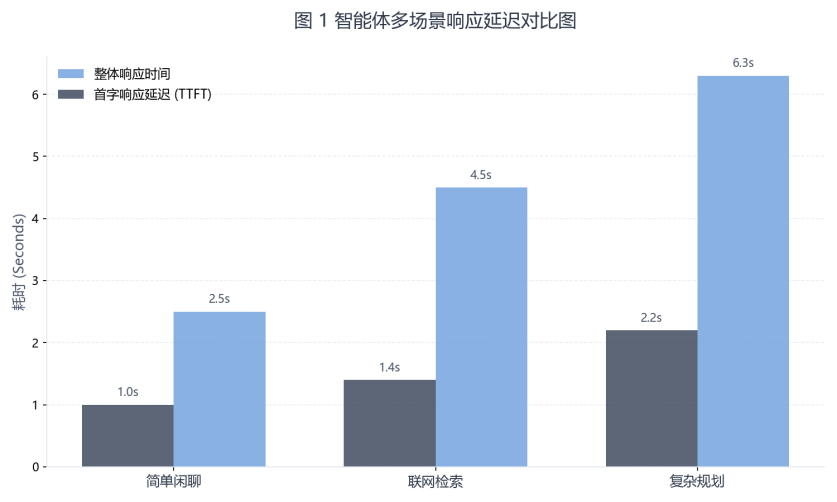 图 1 智能体多场景响应延迟对比图
整体响应时间
首字响应延迟 (TTFT)
耗时 (Seconds)
6
5
4
3
2
1
0
1.0s
2.5s
1.4s
4.5s
2.2s
6.3s
简单闲聊
联网检索
复杂规划